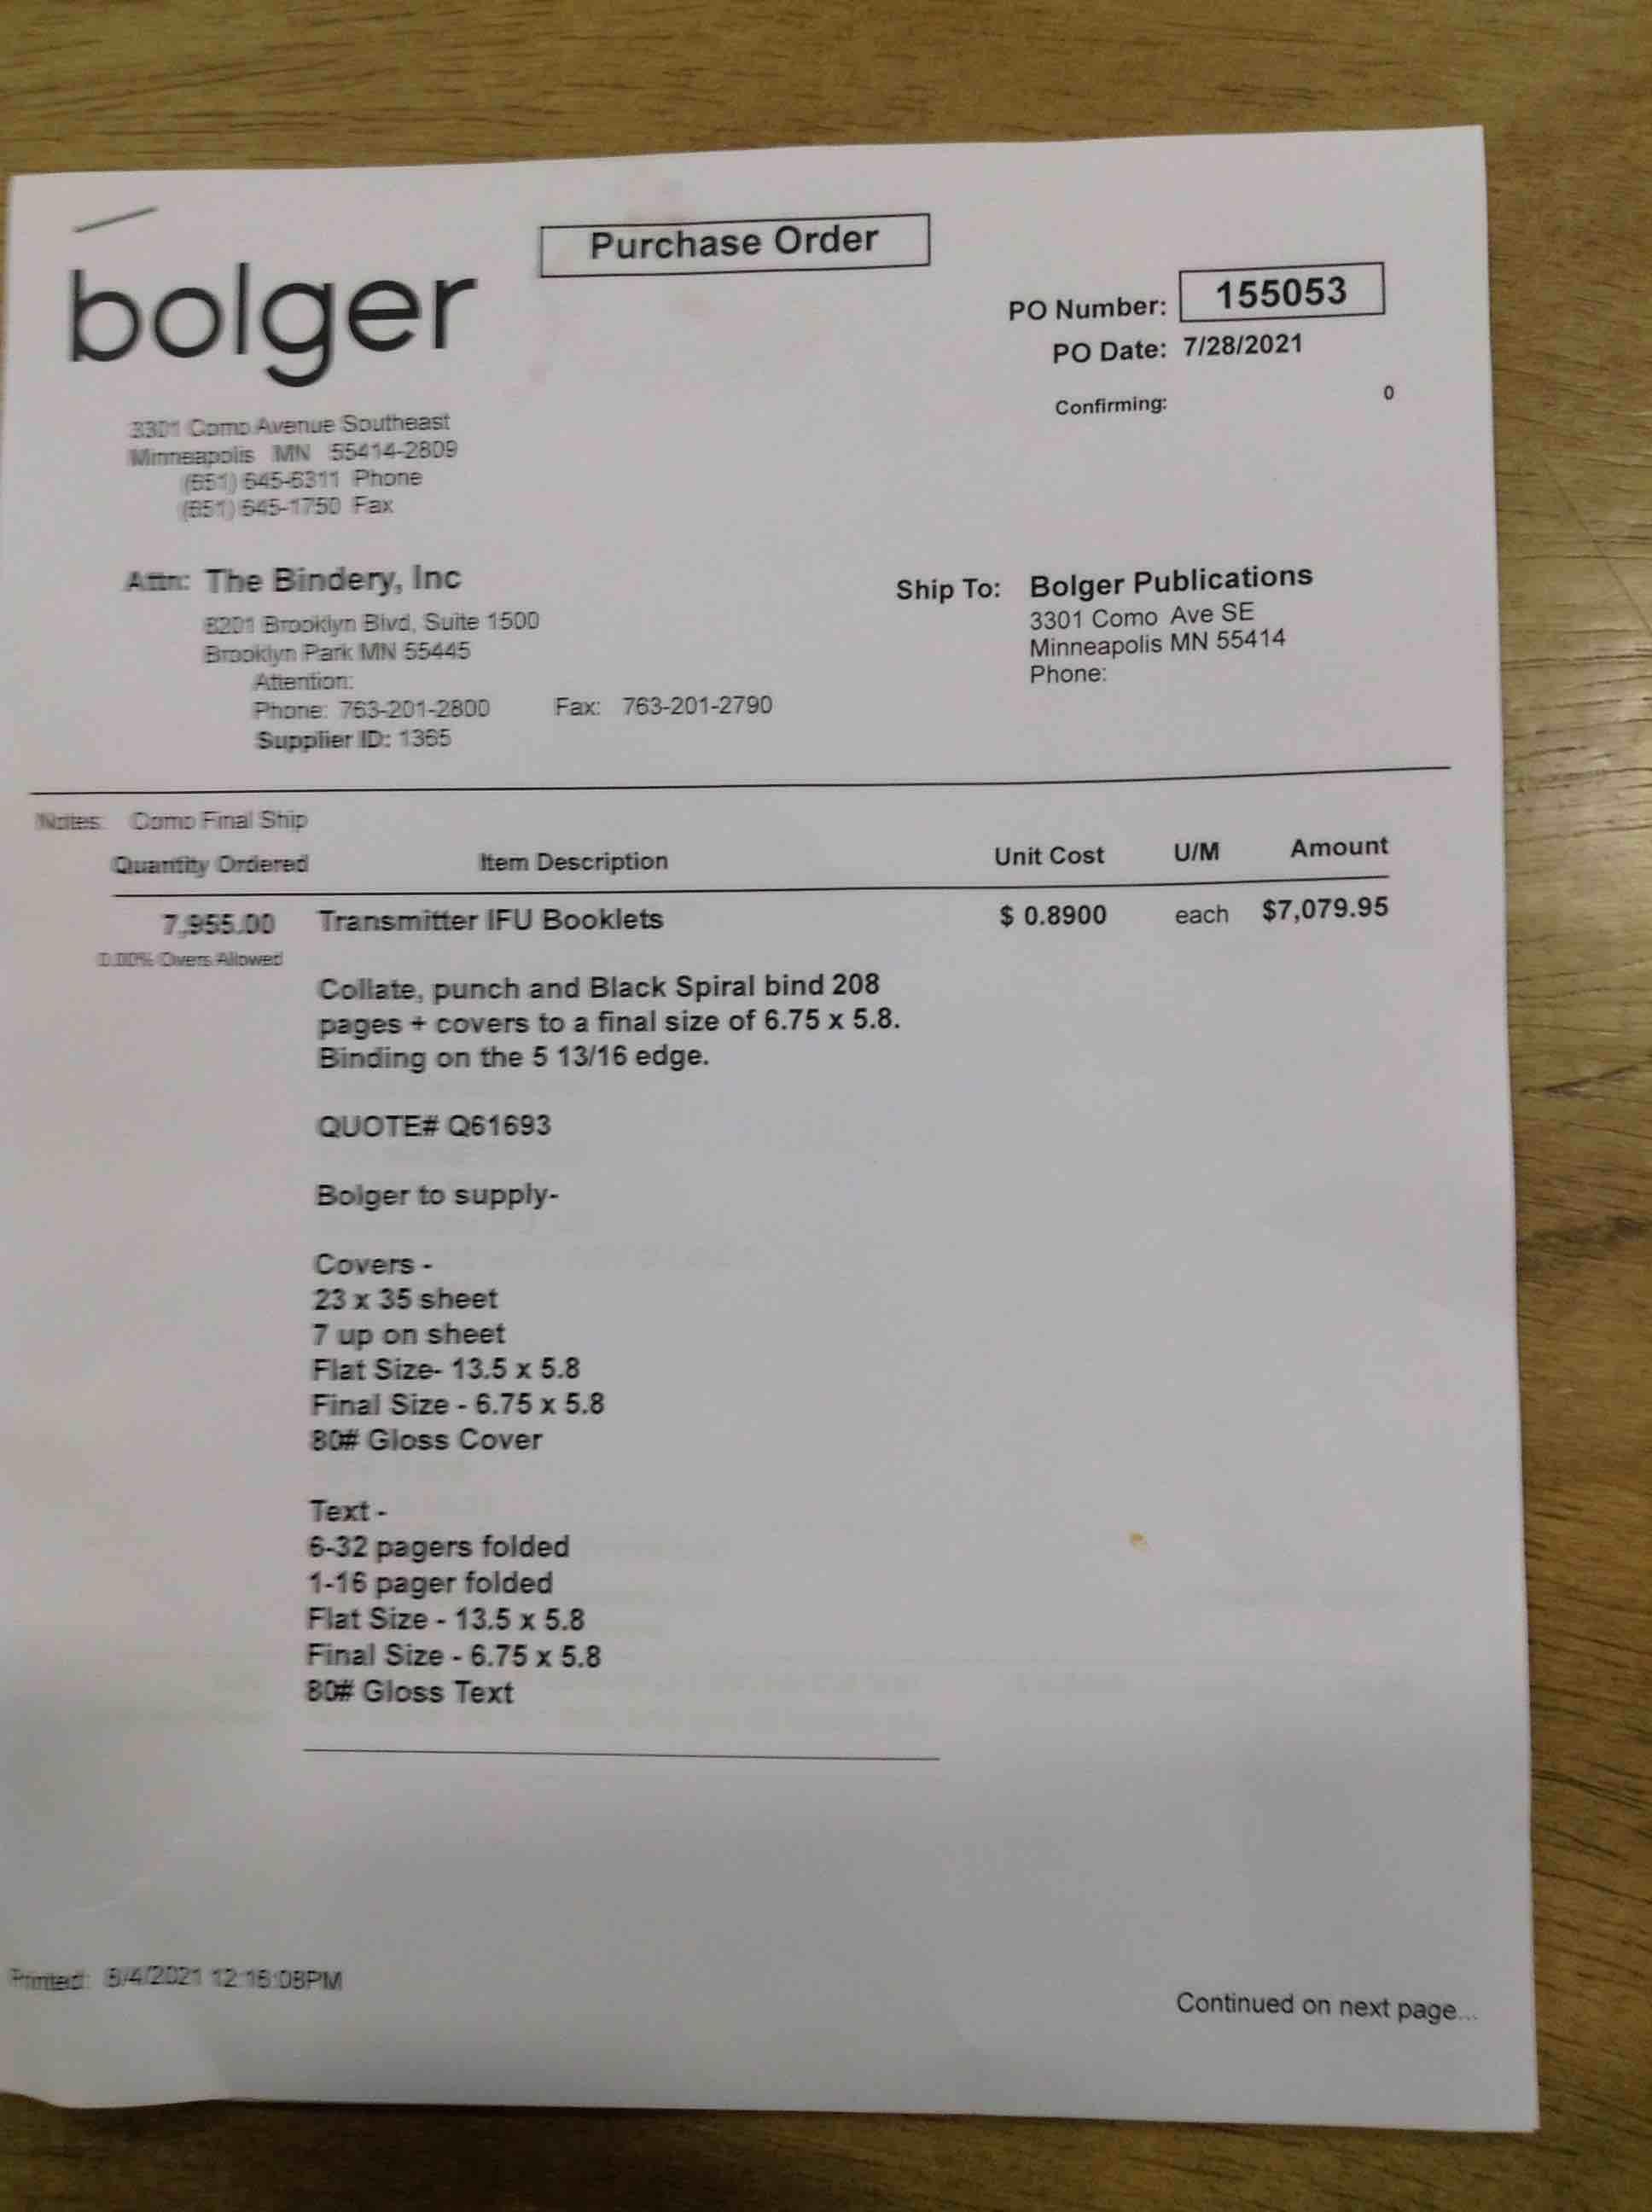 Purchase Order
bolger
PO Number: 155053
PO Date: 7/28/2021
Confirming: 0
3301 Como Avenue Southeast
Minneapolis MN 55414-2809
(651) 645-6311 Phone
(651) 645-1750 Fax
Attn: The Bindery, Inc
8201 Brooklyn Blvd, Suite 1500
Brooklyn Park MN 55445
Attention:
Phone: 763-201-2800 Fax: 763-201-2790
Supplier ID: 1365
Ship To: Bolger Publications
3301 Como Ave SE
Minneapolis MN 55414
Phone:
Notes: Como Final Ship
Quantity Ordered Item Description Unit Cost U/M Amount
7,955.00 Transmitter IFU Booklets $ 0.8900 each $7,079.95
0.00% Overs Allowed
Collate, punch and Black Spiral bind 208
pages + covers to a final size of 6.75 x 5.8.
Binding on the 5 13/16 edge.
QUOTE# Q61693
Bolger to supply-
Covers -
23 x 35 sheet
7 up on sheet
Flat Size- 13.5 x 5.8
Final Size - 6.75 x 5.8
80# Gloss Cover
Text -
6-32 pagers folded
1-16 pager folded
Flat Size - 13.5 x 5.8
Final Size - 6.75 x 5.8
80# Gloss Text
Printed:
Continued on next page...